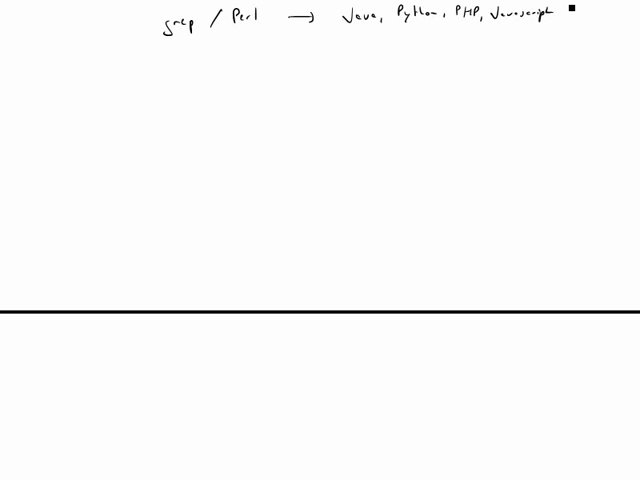 grep / Perl → Java, Python, PHP, Javascript